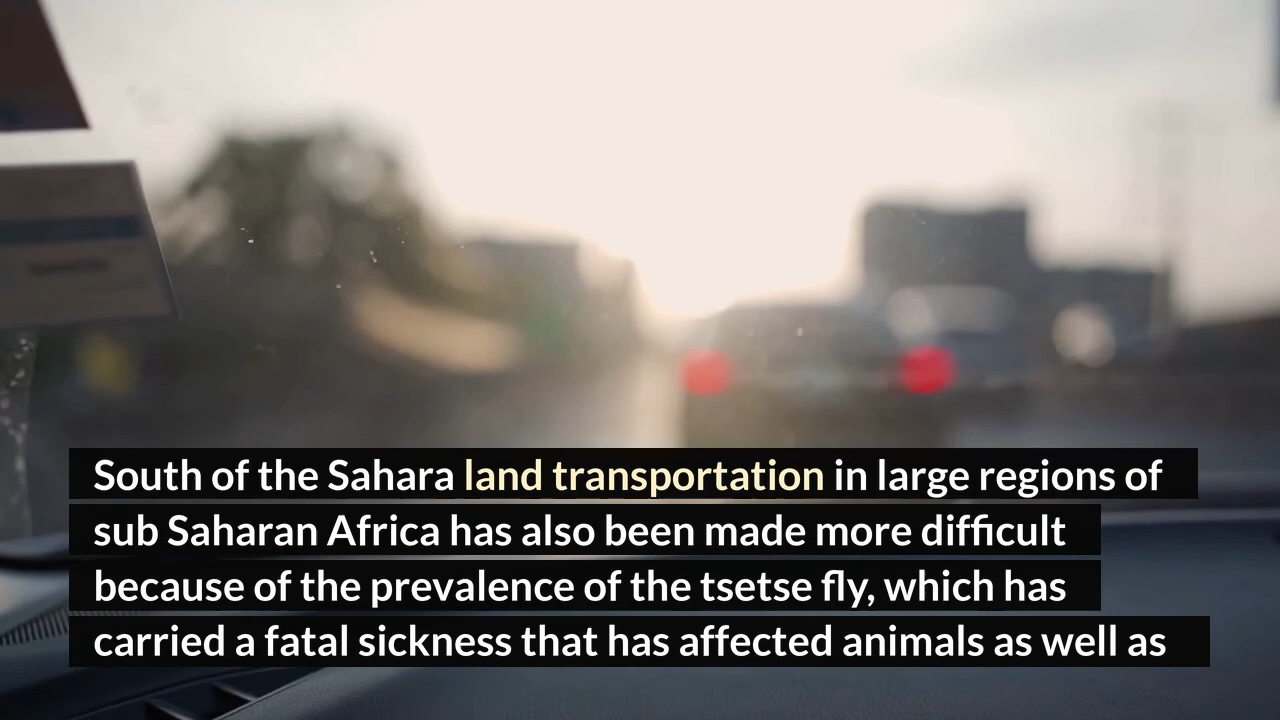 South of the Sahara land transportation in large regions of
sub Saharan Africa has also been made more difficult
because of the prevalence of the tsetse fly, which has
carried a fatal sickness that has affected animals as well as